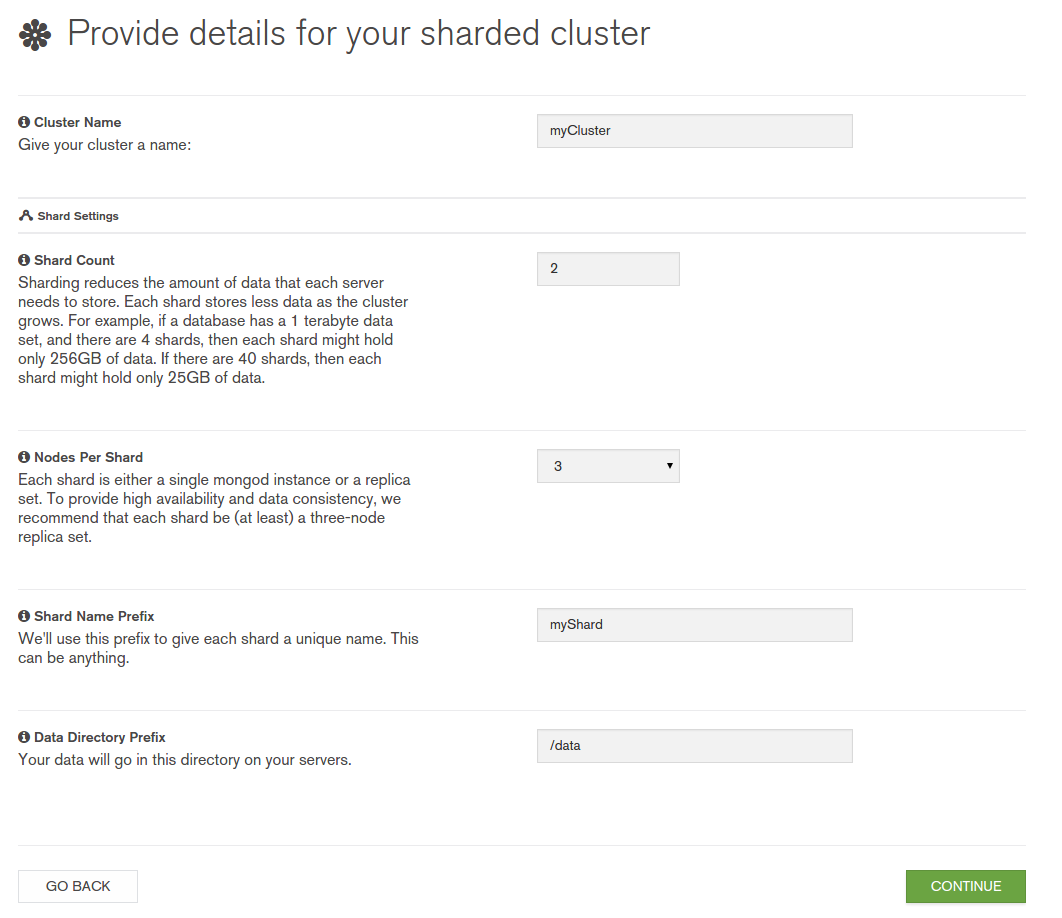 Provide details for your sharded cluster
Cluster Name
Give your cluster a name:
myCluster
Shard Settings
Shard Count
Sharding reduces the amount of data that each server
needs to store. Each shard stores less data as the cluster
grows. For example, if a database has a 1 terabyte data
set, and there are 4 shards, then each shard might hold
only 256GB of data. If there are 40 shards, then each
shard might hold only 25GB of data.
2
Nodes Per Shard
Each shard is either a single mongod instance or a replica
set. To provide high availability and data consistency, we
recommend that each shard be (at least) a three-node
replica set.
3
Shard Name Prefix
We'll use this prefix to give each shard a unique name. This
can be anything.
myShard
Data Directory Prefix
Your data will go in this directory on your servers.
/data
GO BACK
CONTINUE